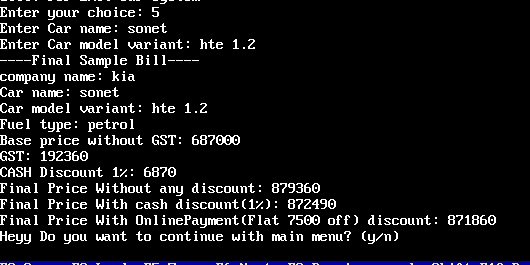 Enter your choice: 5
Enter Car name: sonet
Enter Car model variant: hte 1.2
----Final Sample Bill----
company name: kia
Car name: sonet
Car model variant: hte 1.2
Fuel type: petrol
Base price without GST: 687000
GST: 192360
CASH Discount 1%: 6870
Final Price Without any discount: 879360
Final Price With cash discount(1%): 872490
Final Price With OnlinePayment(Flat 7500 off) discount: 871860
Heyy Do you want to continue with main menu? (y/n)